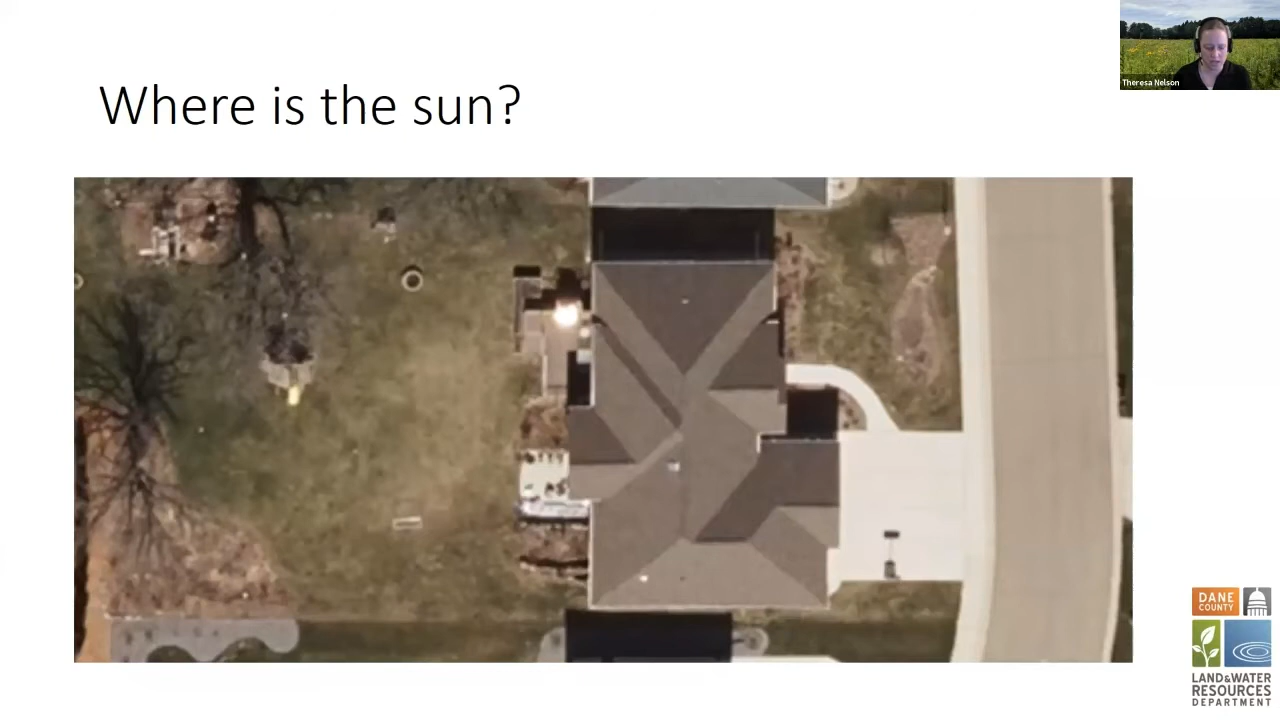 Theresa Nelson
Where is the sun?
DANE
COUNTY
LAND&WATER
RESOURCES
DEPARTMENT